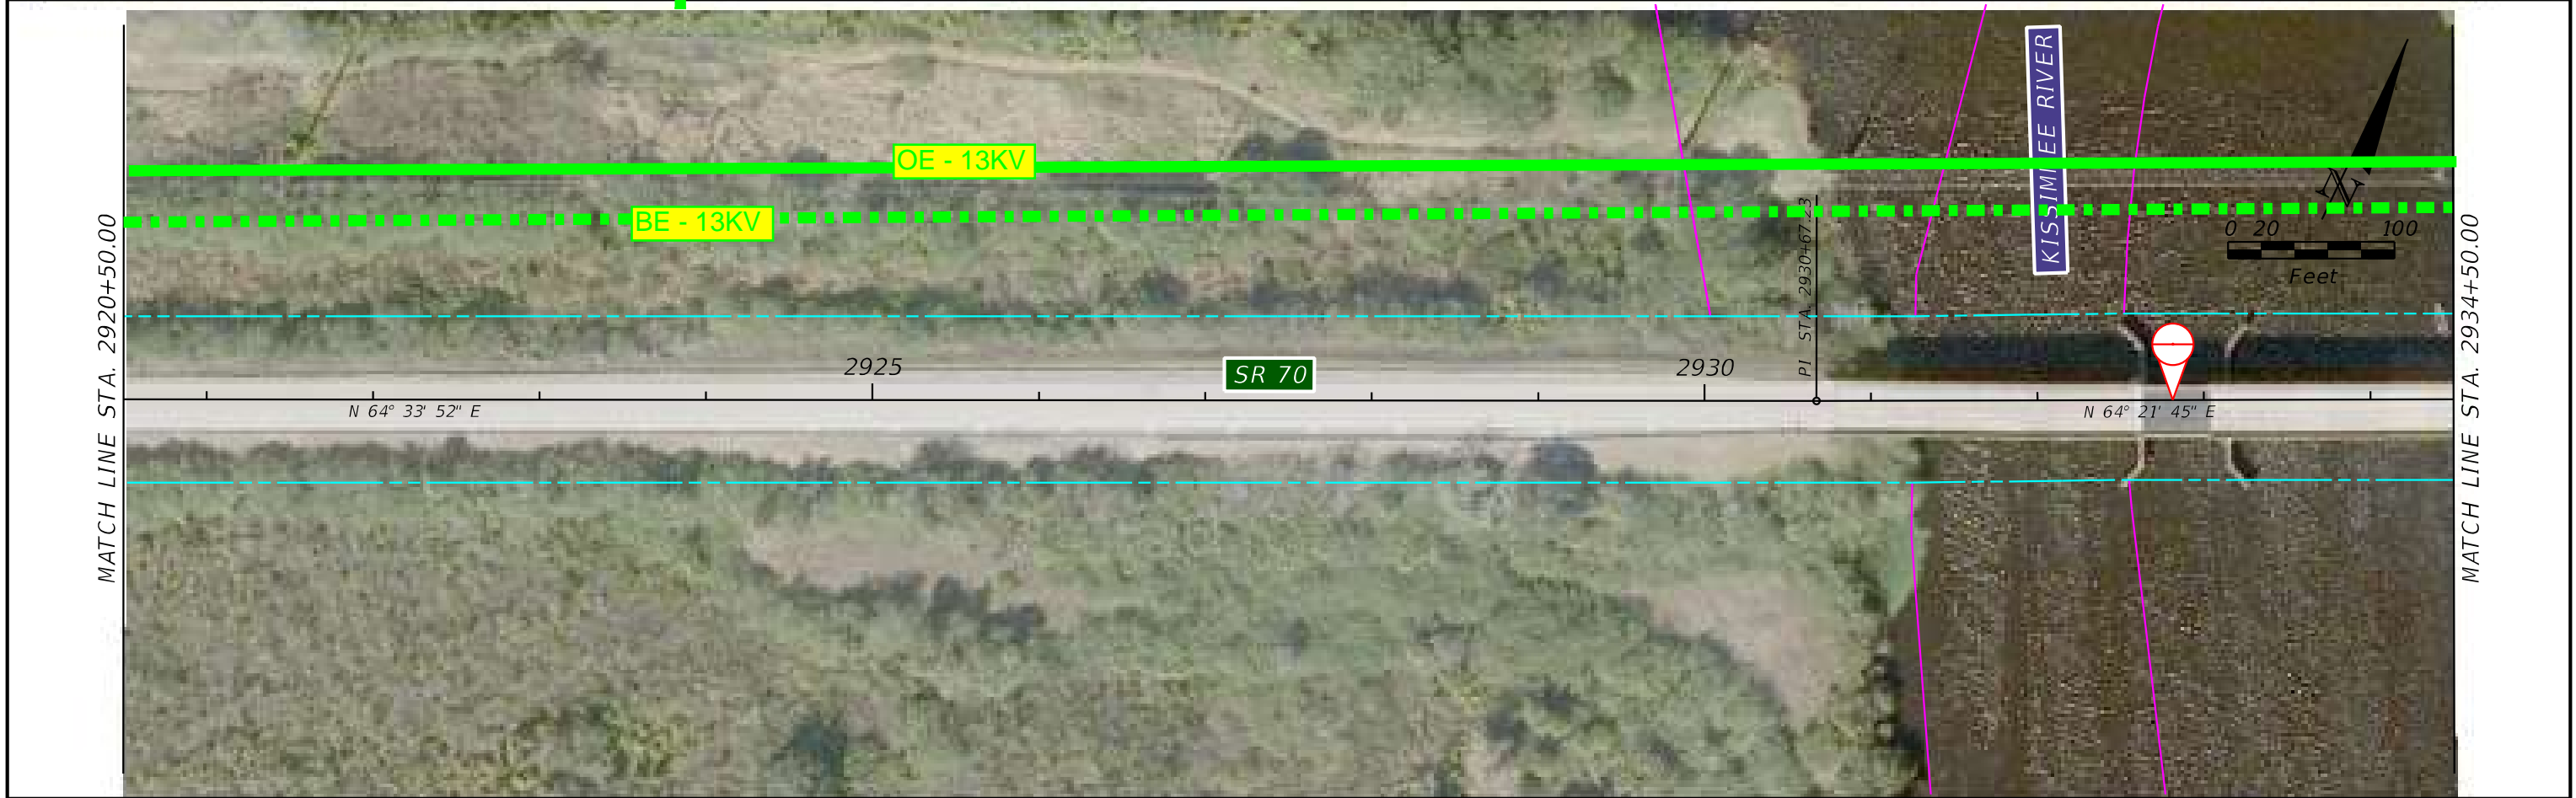 KISSIMMEE RIVER
OE - 13KV
BE - 13KV
0 20 100
Feet
MATCH LINE STA. 2920+50.00
PI STA. 2930+67.23
MATCH LINE STA. 2934+50.00
2925
SR 70
2930
N 64° 33' 52" E
N 64° 21' 45" E